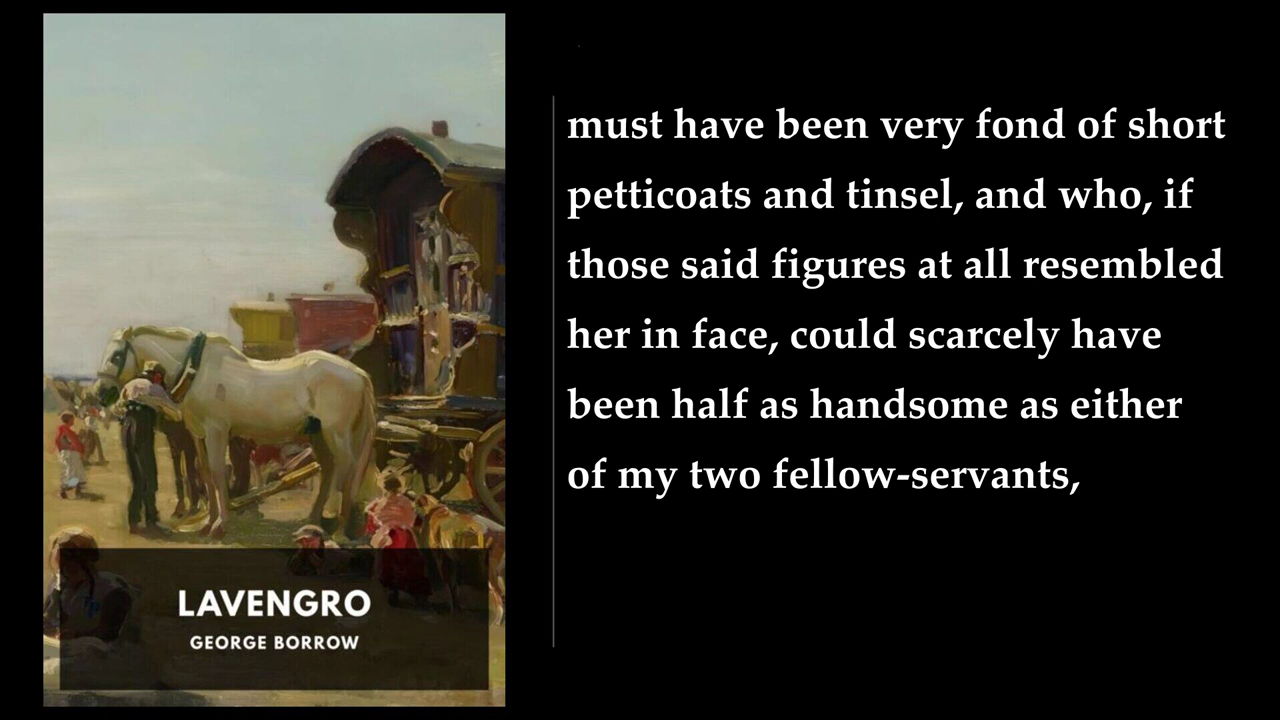 must have been very fond of short
petticoats and tinsel, and who, if
those said figures at all resembled
her in face, could scarcely have
been half as handsome as either
of my two fellow-servants,
LAVENGRO
GEORGE BORROW